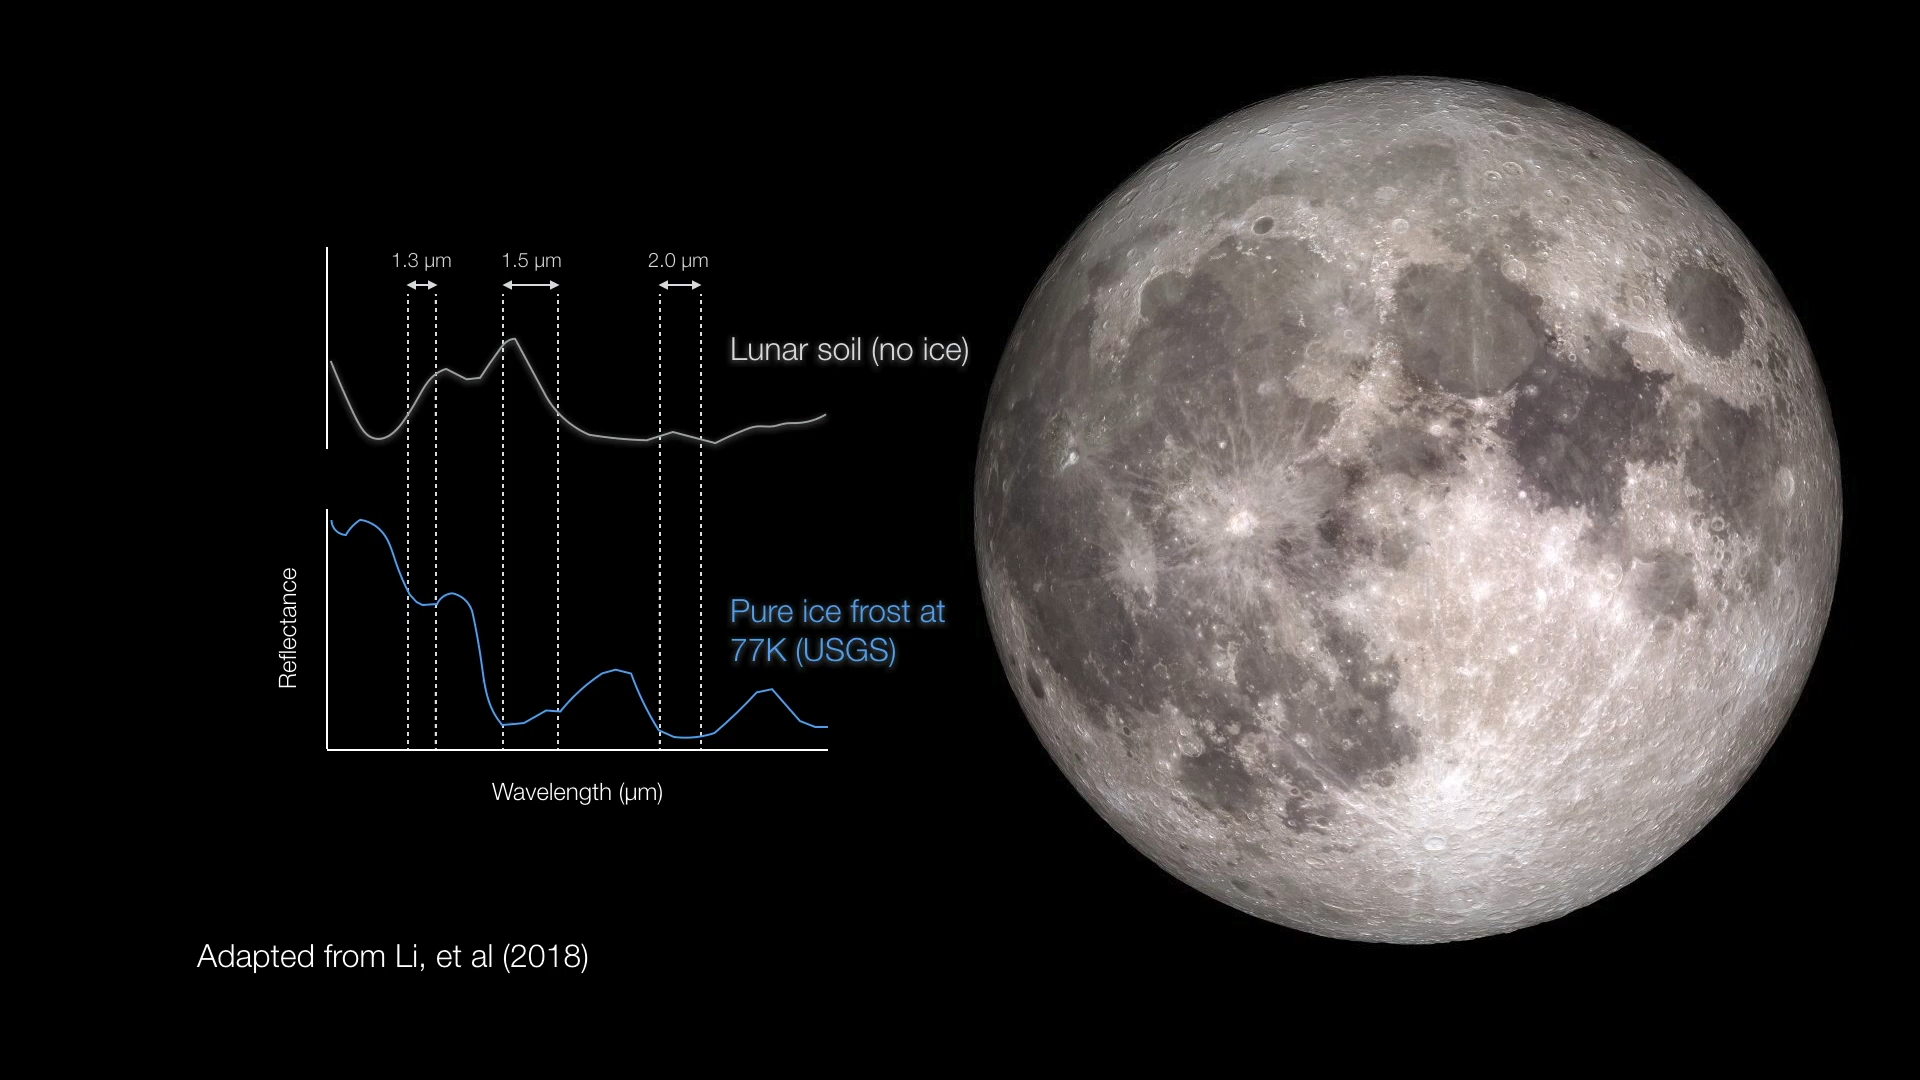 1.3 µm
1.5 µm
2.0 µm
Lunar soil (no ice)
Reflectance
Pure ice frost at
77K (USGS)
Wavelength (µm)
Adapted from Li, et al (2018)